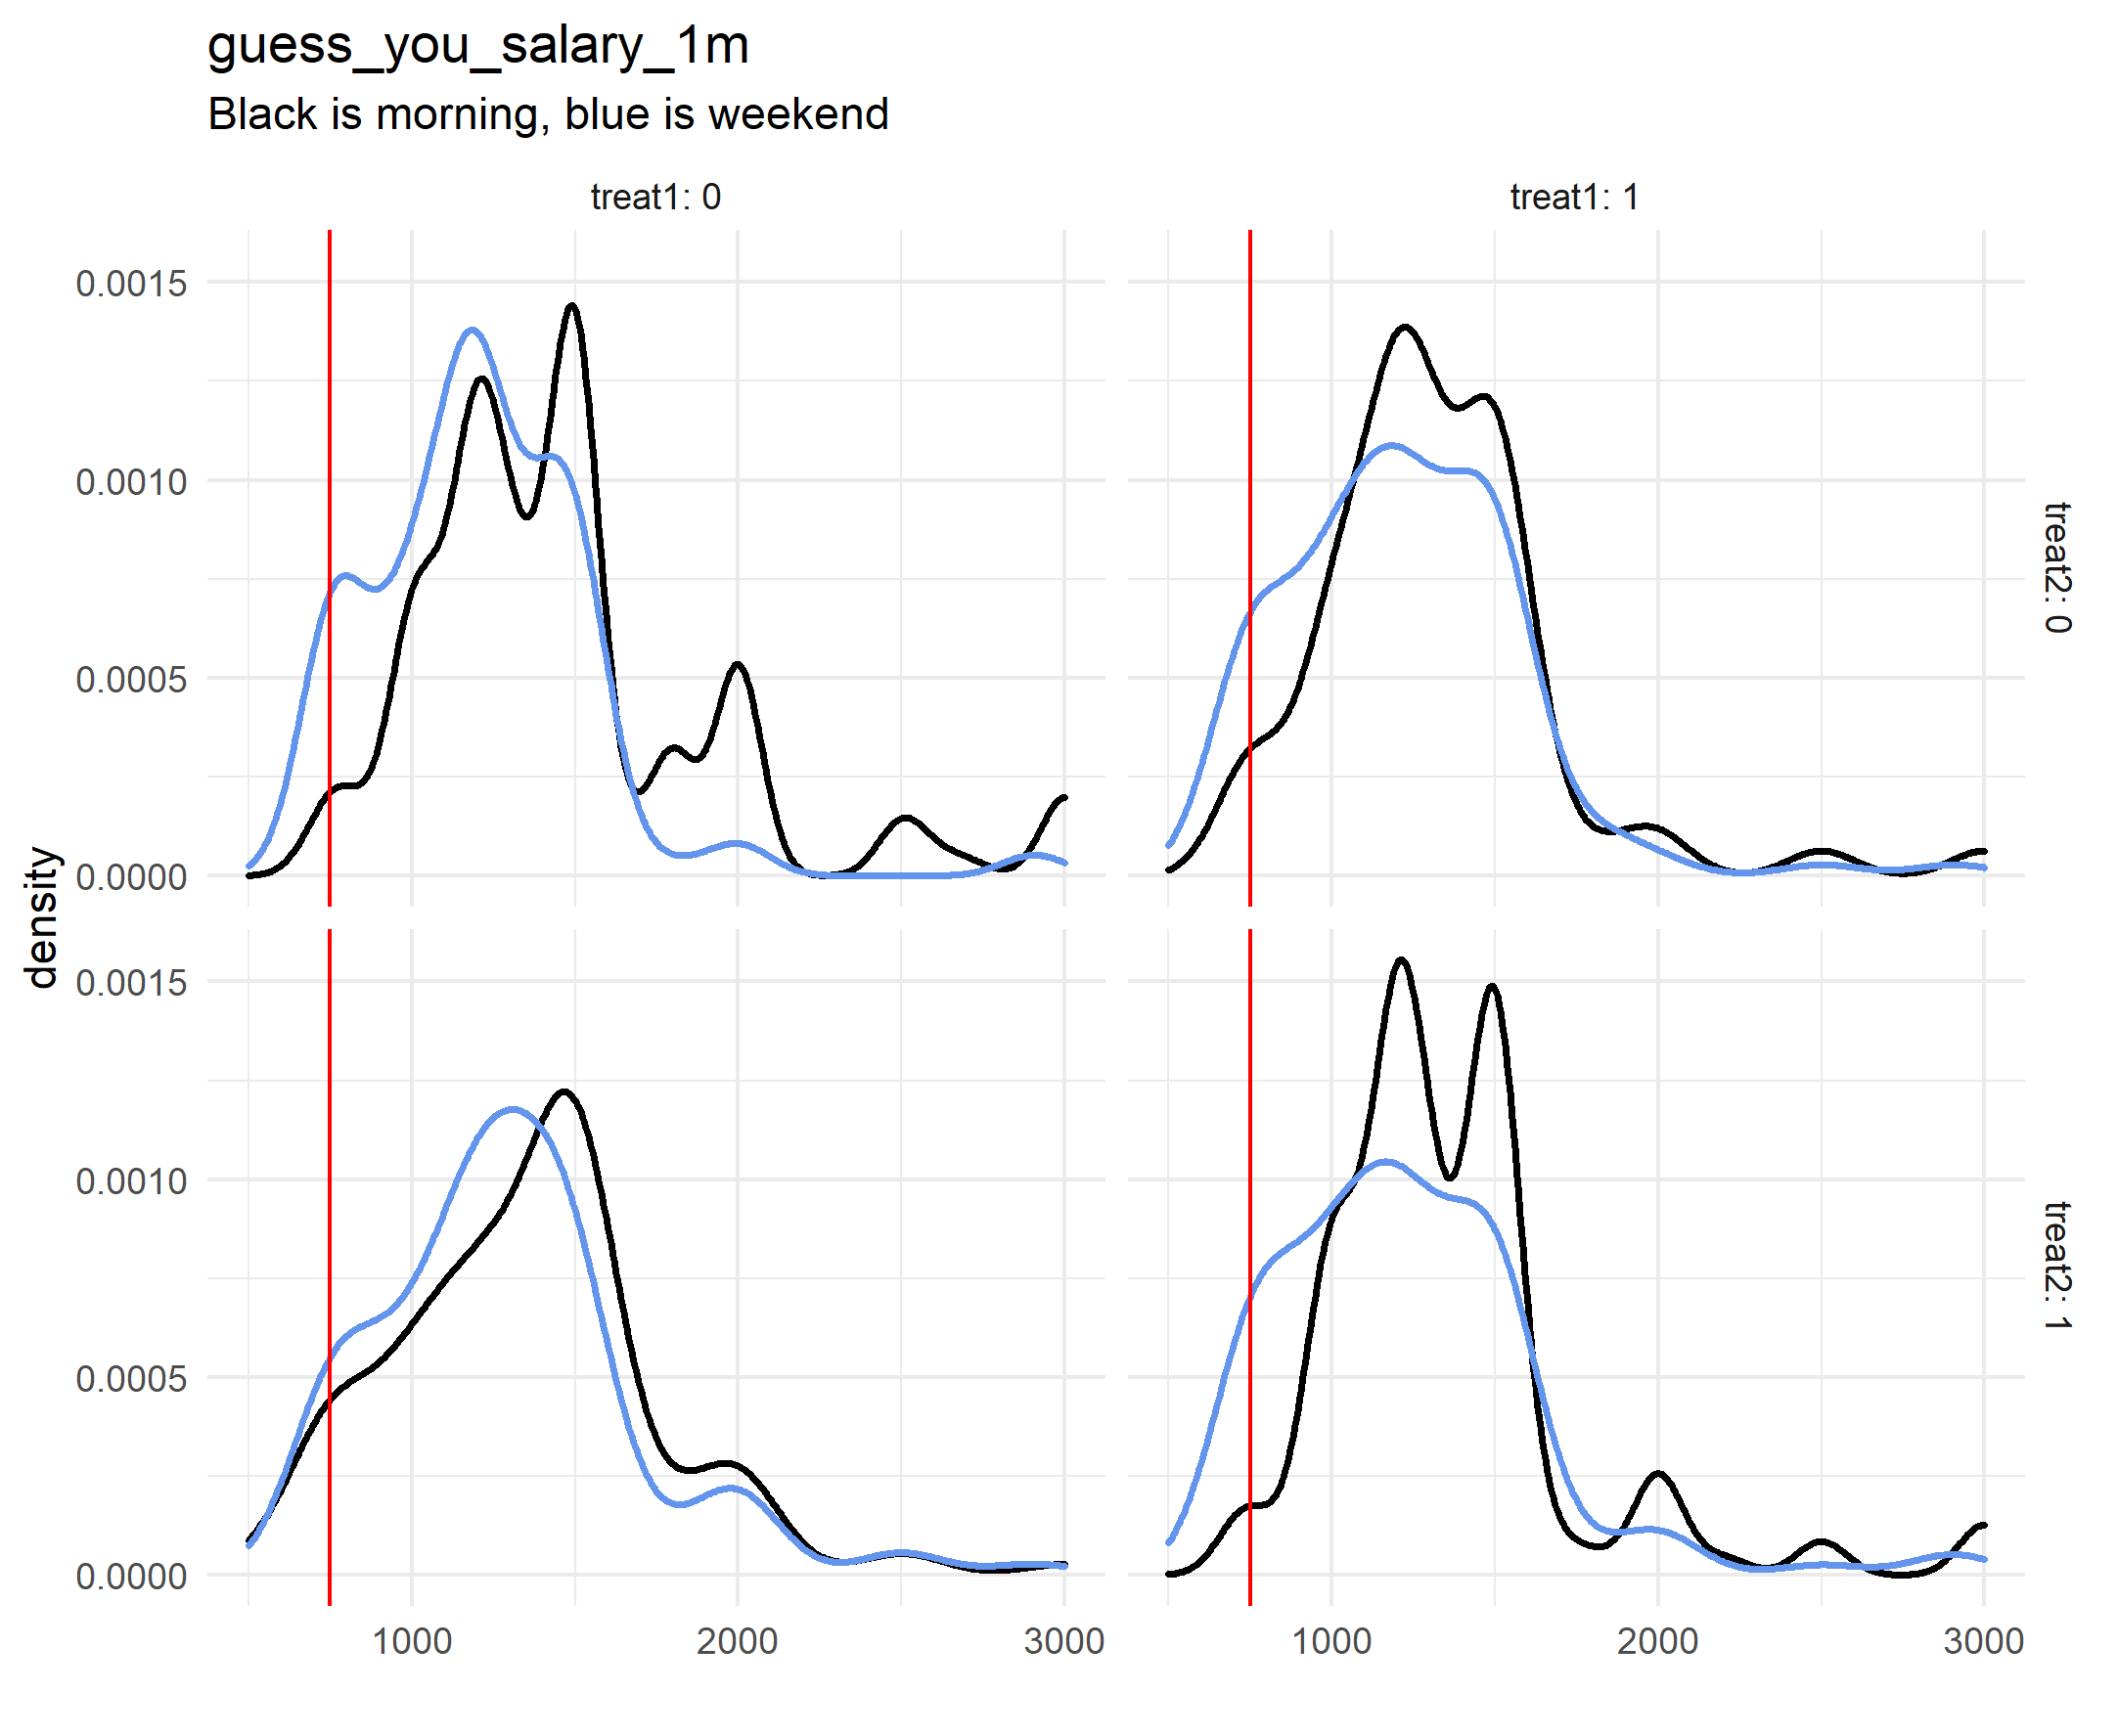 guess_you_salary_1m
Black is morning, blue is weekend
treat1: 0
treat1: 1
0.0015
0.0010
0.0005
0.0000
treat2: 0
density
0.0015
0.0010
0.0005
0.0000
treat2: 1
1000
2000
3000
1000
2000
3000